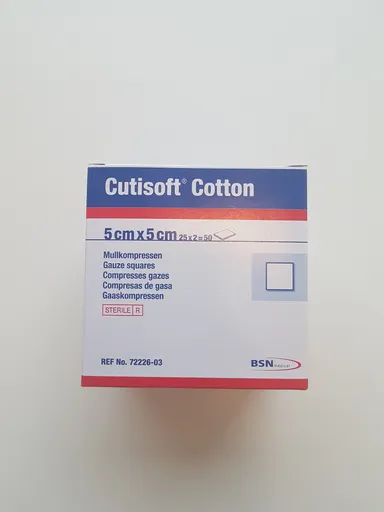 Cutisoft® Cotton
5 cm x 5 cm 25 x 2 = 50
Mullkompressen
Gauze squares
Compresses gazes
Compresas de gasa
Gaaskompressen
STERILE R
REF No. 72226-03
BSN medical